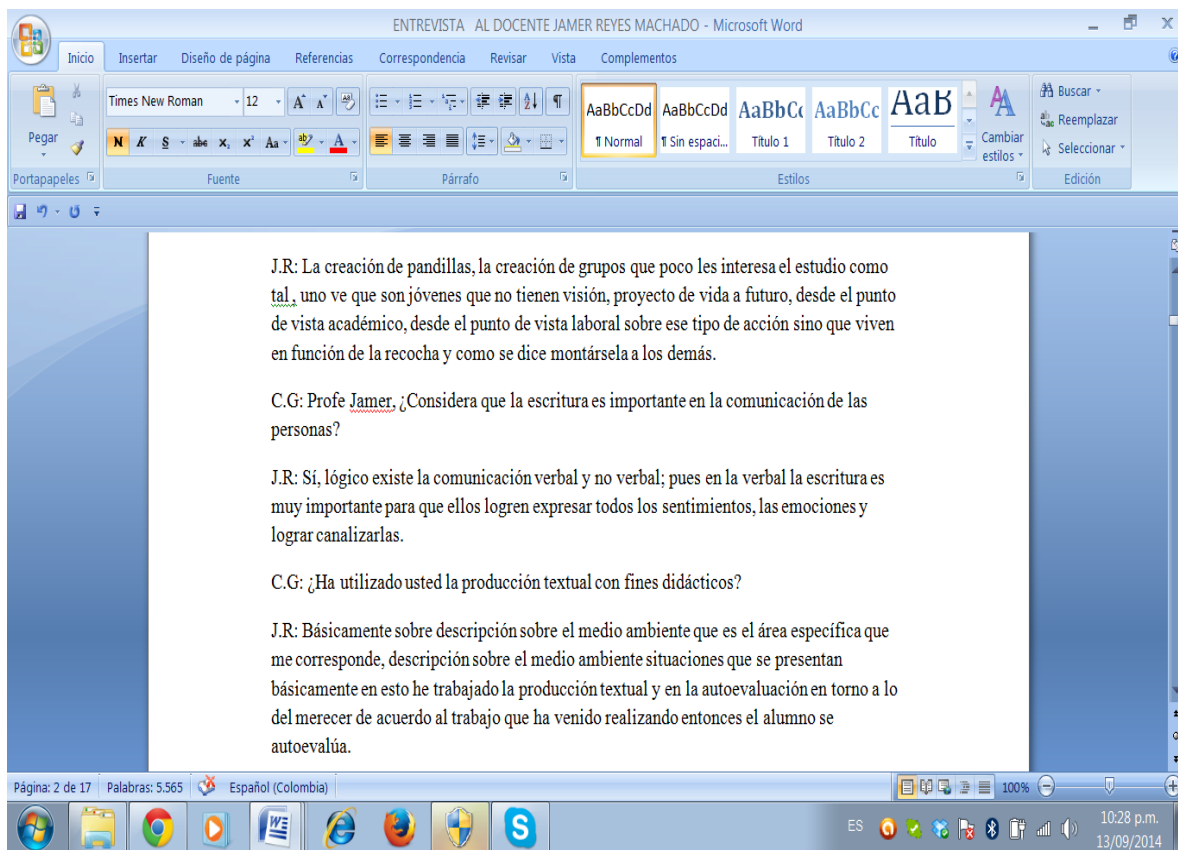 ENTREVISTA AL DOCENTE JAMER REYES MACHADO - Microsoft Word
Inicio Insertar Diseño de página Referencias Correspondencia Revisar Vista Complementos
Times New Roman 12
Pegar
N K S abe x₂ x² Aa ab A
AaBbCcDd AaBbCcDd AaBbC AaBbCc AaB
¶ Normal ¶ Sin espaci... Título 1 Título 2 Título
Cambiar estilos
Buscar
Reemplazar
Seleccionar
Portapapeles Fuente Párrafo Estilos Edición
J.R: La creación de pandillas, la creación de grupos que poco les interesa el estudio como
tal , uno ve que son jóvenes que no tienen visión, proyecto de vida a futuro, desde el punto
de vista académico, desde el punto de vista laboral sobre ese tipo de acción sino que viven
en función de la recocha y como se dice montársela a los demás.
C.G: Profe Jamer, ¿Considera que la escritura es importante en la comunicación de las
personas?
J.R: Sí, lógico existe la comunicación verbal y no verbal; pues en la verbal la escritura es
muy importante para que ellos logren expresar todos los sentimientos, las emociones y
lograr canalizarlas.
C.G: ¿Ha utilizado usted la producción textual con fines didácticos?
J.R: Básicamente sobre descripción sobre el medio ambiente que es el área específica que
me corresponde, descripción sobre el medio ambiente situaciones que se presentan
básicamente en esto he trabajado la producción textual y en la autoevaluación en torno a lo
del merecer de acuerdo al trabajo que ha venido realizando entonces el alumno se
autoevalúa.
Página: 2 de 17 Palabras: 5.565 Español (Colombia) 100%
ES 10:28 p.m.
13/09/2014